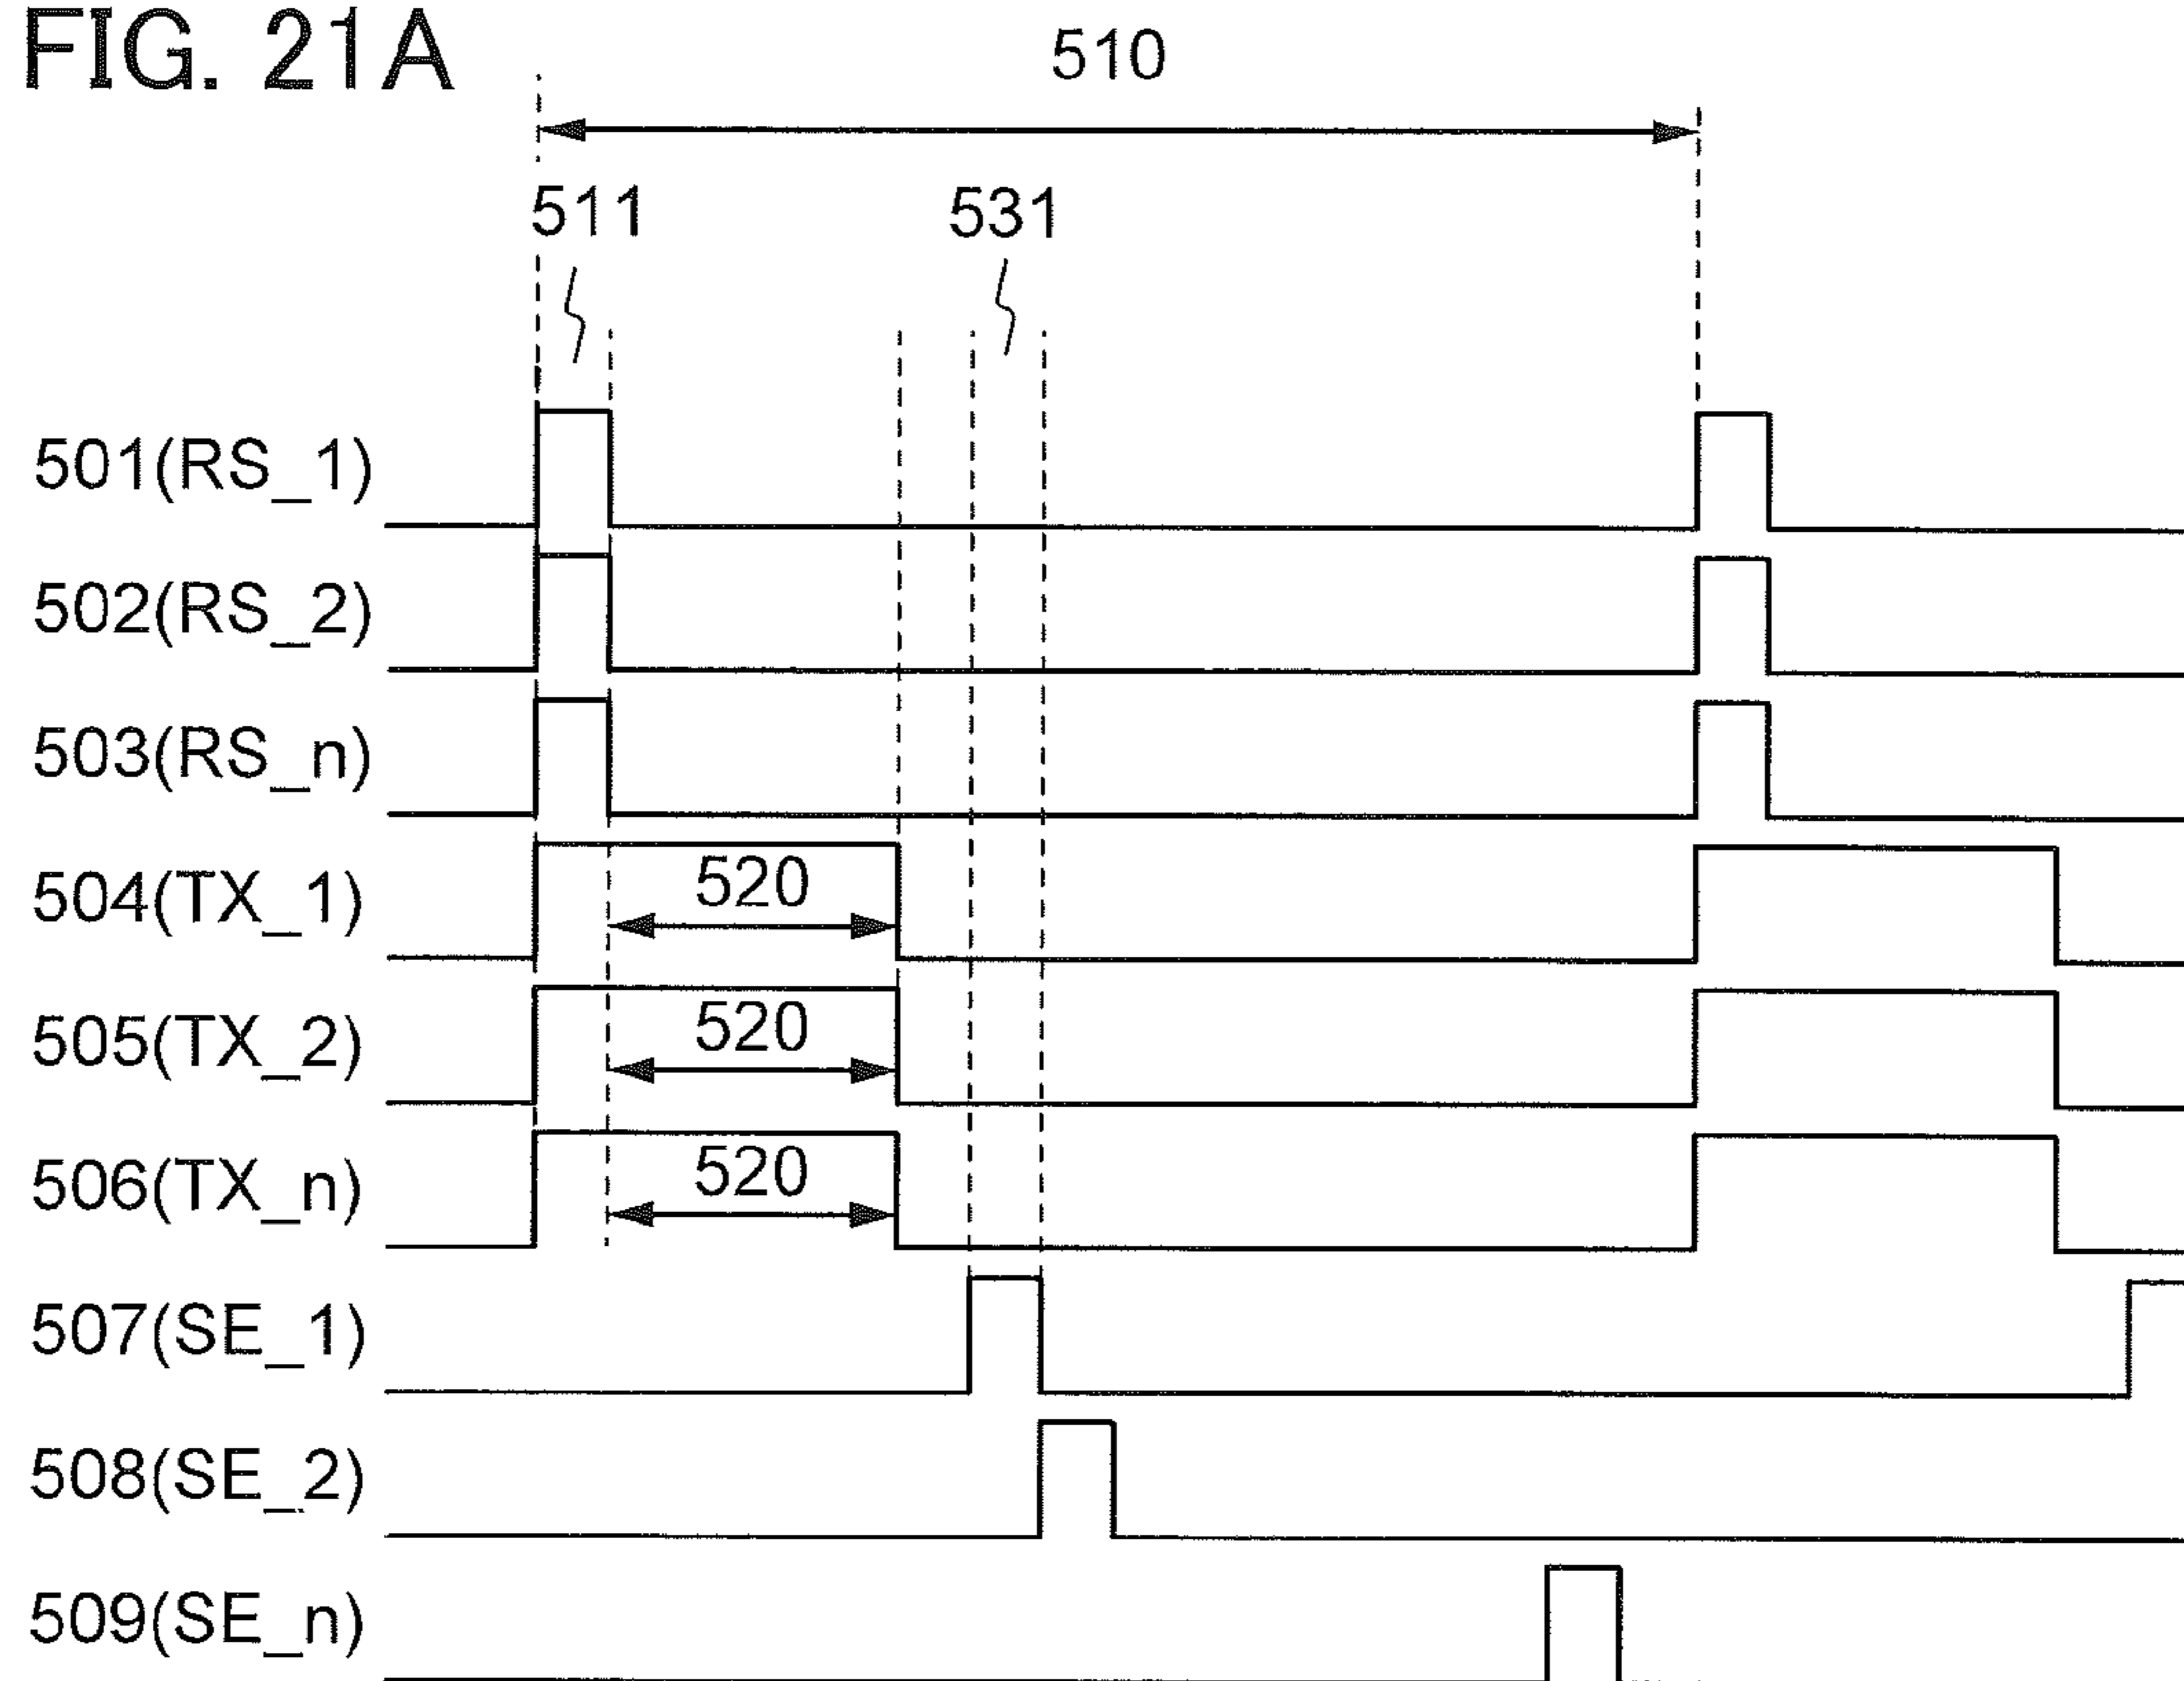 FIG. 21A
510
511
531
501(RS_1)
502(RS_2)
503(RS_n)
504(TX_1)
520
505(TX_2)
520
506(TX_n)
520
507(SE_1)
508(SE_2)
509(SE_n)